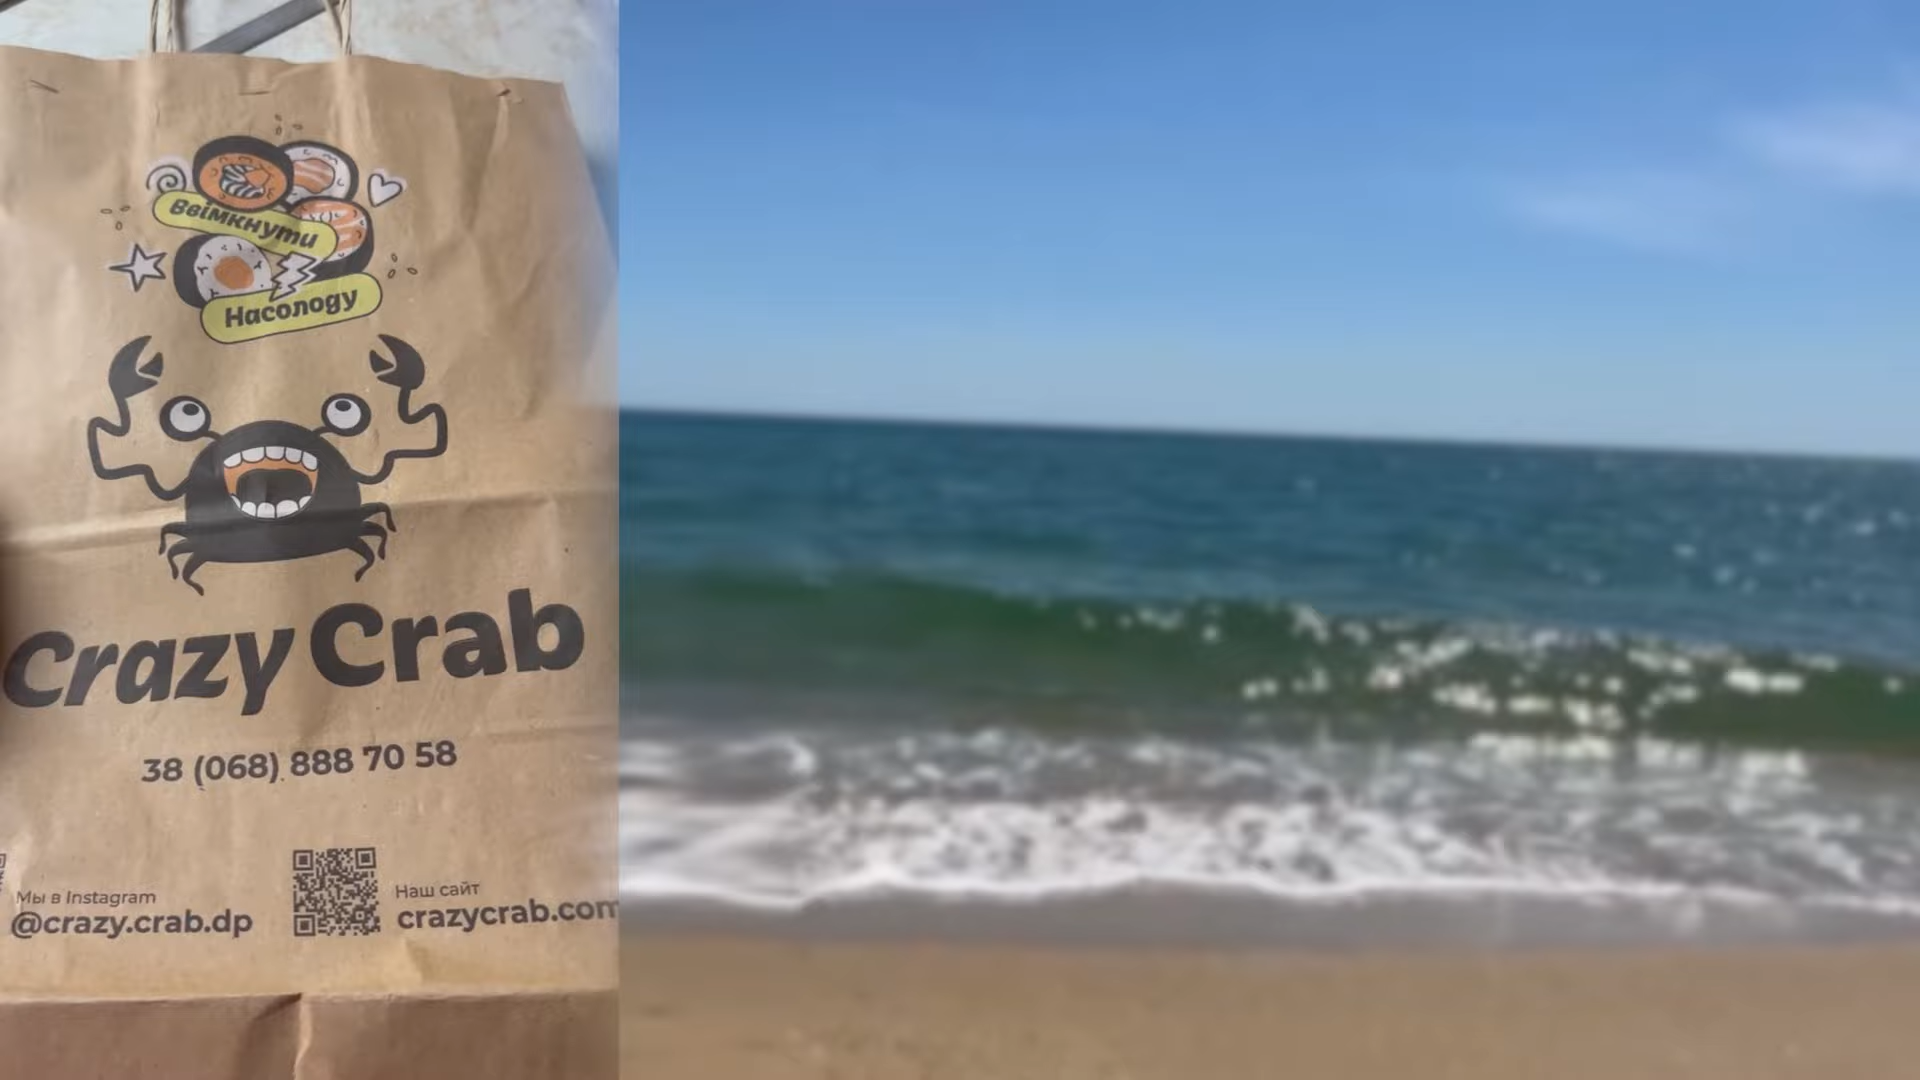 Ввімкнути
Насолоду
Crazy Crab
38 (068) 888 70 58
Мы в Instagram
@crazy.crab.dp
Наш сайт
crazycrab.com